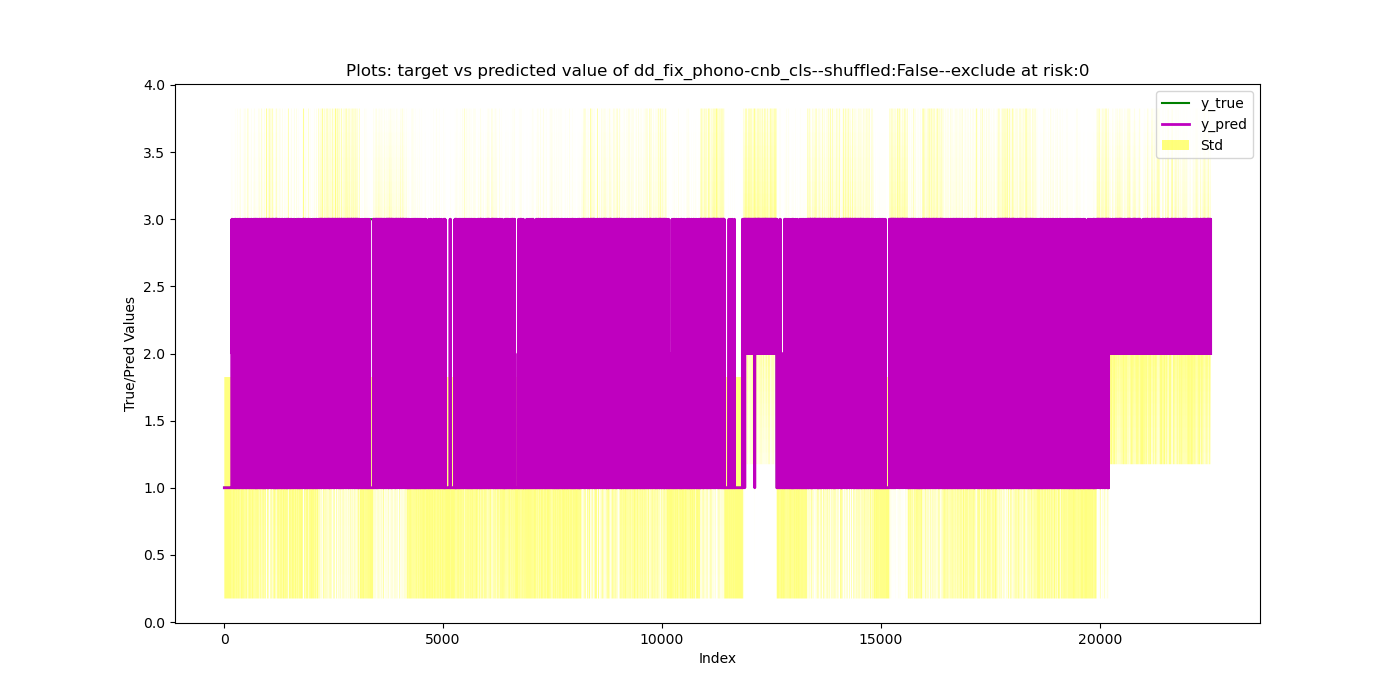 Plots: target vs predicted value of dd_fix_phono-cnb_cls--shuffled:False--exclude at risk:0
y_true
y_pred
Std
4.0
3.5
3.0
2.5
2.0
1.5
1.0
0.5
0.0
True/Pred Values
0
5000
10000
15000
20000
Index